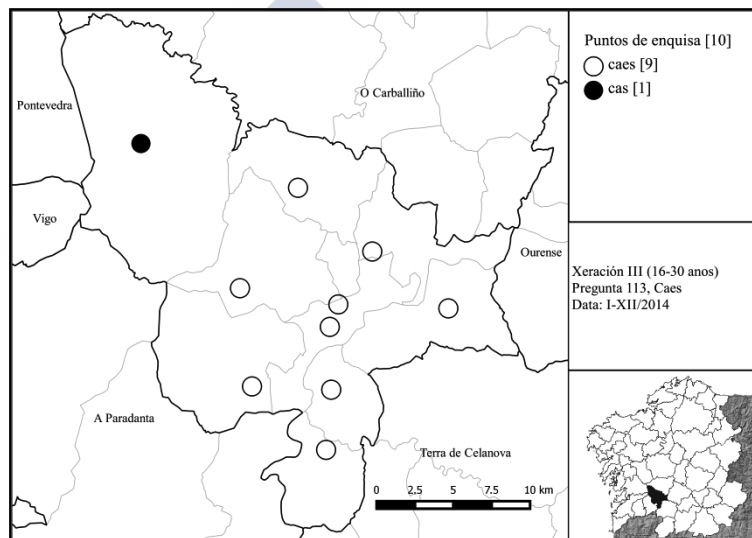 Pontevedra
O Carballiño
Vigo
Ourense
A Paradanta
Terra de Celanova
0 2,5 5 7,5 10 km
Puntos de enquisa [10]
caes [9]
cas [1]
Xeración III (16-30 anos)
Pregunta 113, Caes
Data: I-XII/2014